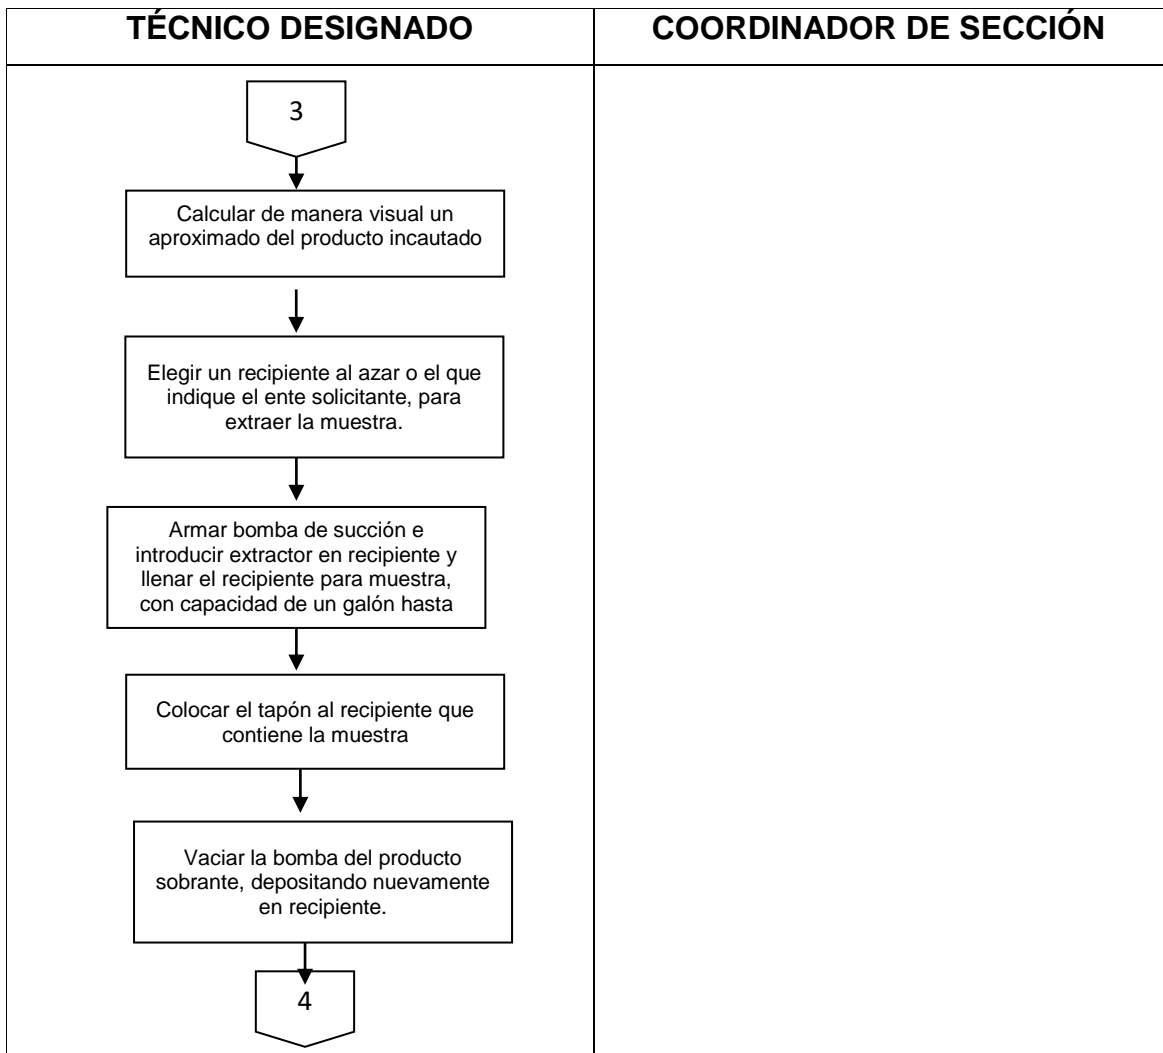 TÉCNICO DESIGNADO
COORDINADOR DE SECCIÓN
3
Calcular de manera visual un
aproximado del producto incautado
Elegir un recipiente al azar o el que
indique el ente solicitante, para
extraer la muestra.
Armar bomba de succión e
introducir extractor en recipiente y
llenar el recipiente para muestra,
con capacidad de un galón hasta
Colocar el tapón al recipiente que
contiene la muestra
Vaciar la bomba del producto
sobrante, depositando nuevamente
en recipiente.
4